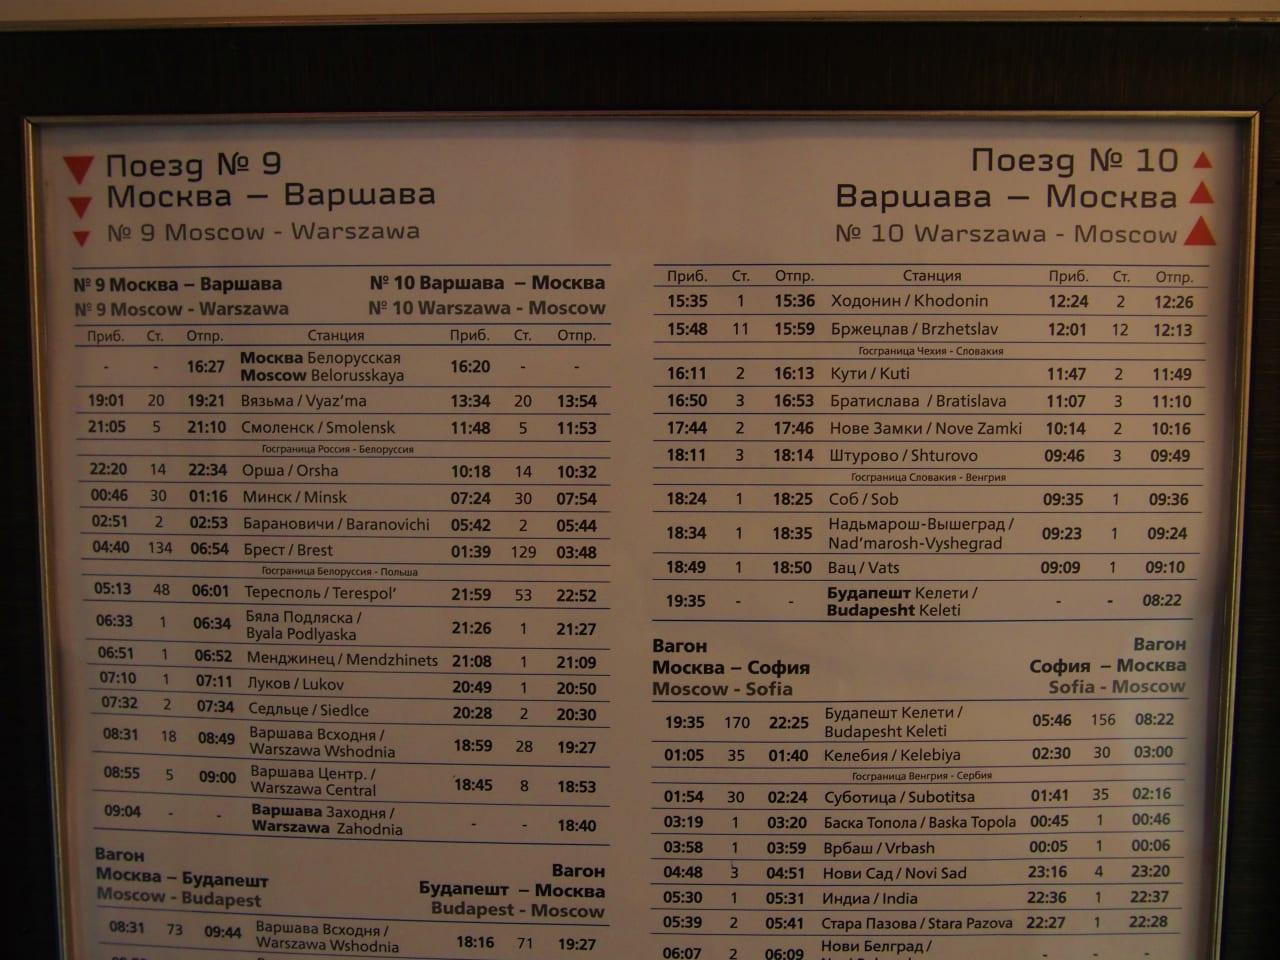 Поезд № 9
Москва – Варшава
№ 9 Moscow - Warszawa
Поезд № 10
Варшава – Москва
№ 10 Warszawa - Moscow
№ 9 Москва – Варшава № 10 Варшава – Москва
№ 9 Moscow - Warszawa № 10 Warszawa - Moscow
Приб. Ст. Отпр. Станция Приб. Ст. Отпр.
- - 16:27 Москва Белорусская 16:20 - -
Moscow Belorusskaya
19:01 20 19:21 Вязьма / Vyaz'ma 13:34 20 13:54
21:05 5 21:10 Смоленск / Smolensk 11:48 5 11:53
Госграница Россия - Белоруссия
22:20 14 22:34 Орша / Orsha 10:18 14 10:32
00:46 30 01:16 Минск / Minsk 07:24 30 07:54
02:51 2 02:53 Барановичи / Baranovichi 05:42 2 05:44
04:40 134 06:54 Брест / Brest 01:39 129 03:48
Госграница Белоруссия - Польша
05:13 48 06:01 Тересполь / Terespol' 21:59 53 22:52
06:33 1 06:34 Бяла Подляска / 21:26 1 21:27
Byala Podlyaska
06:51 1 06:52 Менджинец / Mendzhinets 21:08 1 21:09
07:10 1 07:11 Луков / Lukov 20:49 1 20:50
07:32 2 07:34 Седльце / Siedlce 20:28 2 20:30
08:31 18 08:49 Варшава Всходня / 18:59 28 19:27
Warszawa Wshodnia
08:55 5 09:00 Варшава Центр. / 18:45 8 18:53
Warszawa Central
09:04 - - Варшава Заходня / - - 18:40
Warszawa Zahodnia
Вагон
Москва – Будапешт
Moscow - Budapest
Вагон
Будапешт – Москва
Budapest - Moscow
08:31 73 09:44 Варшава Всходня / 18:16 71 19:27
Warszawa Wshodnia
Приб. Ст. Отпр. Станция Приб. Ст. Отпр.
15:35 1 15:36 Ходонин / Khodonin 12:24 2 12:26
15:48 11 15:59 Бржецлав / Brzhetslav 12:01 12 12:13
Госграница Чехия - Словакия
16:11 2 16:13 Кути / Kuti 11:47 2 11:49
16:50 3 16:53 Братислава / Bratislava 11:07 3 11:10
17:44 2 17:46 Нове Замки / Nove Zamki 10:14 2 10:16
18:11 3 18:14 Штурово / Shturovo 09:46 3 09:49
Госграница Словакия - Венгрия
18:24 1 18:25 Соб / Sob 09:35 1 09:36
18:34 1 18:35 Надьмарош-Вышеград / 09:23 1 09:24
Nad'marosh-Vyshegrad
18:49 1 18:50 Вац / Vats 09:09 1 09:10
19:35 - - Будапешт Келети / - - 08:22
Budapesht Keleti
Вагон
Москва – София
Moscow - Sofia
Вагон
София – Москва
Sofia - Moscow
19:35 170 22:25 Будапешт Келети / 05:46 156 08:22
Budapesht Keleti
01:05 35 01:40 Келебия / Kelebiya 02:30 30 03:00
Госграница Венгрия - Сербия
01:54 30 02:24 Суботица / Subotitsa 01:41 35 02:16
03:19 1 03:20 Баска Топола / Baska Topola 00:45 1 00:46
03:58 1 03:59 Врбаш / Vrbash 00:05 1 00:06
04:48 3 04:51 Нови Сад / Novi Sad 23:16 4 23:20
05:30 1 05:31 Индиа / India 22:36 1 22:37
05:39 2 05:41 Стара Пазова / Stara Pazova 22:27 1 22:28
06:07 2 06:09 Нови Белград / - - -